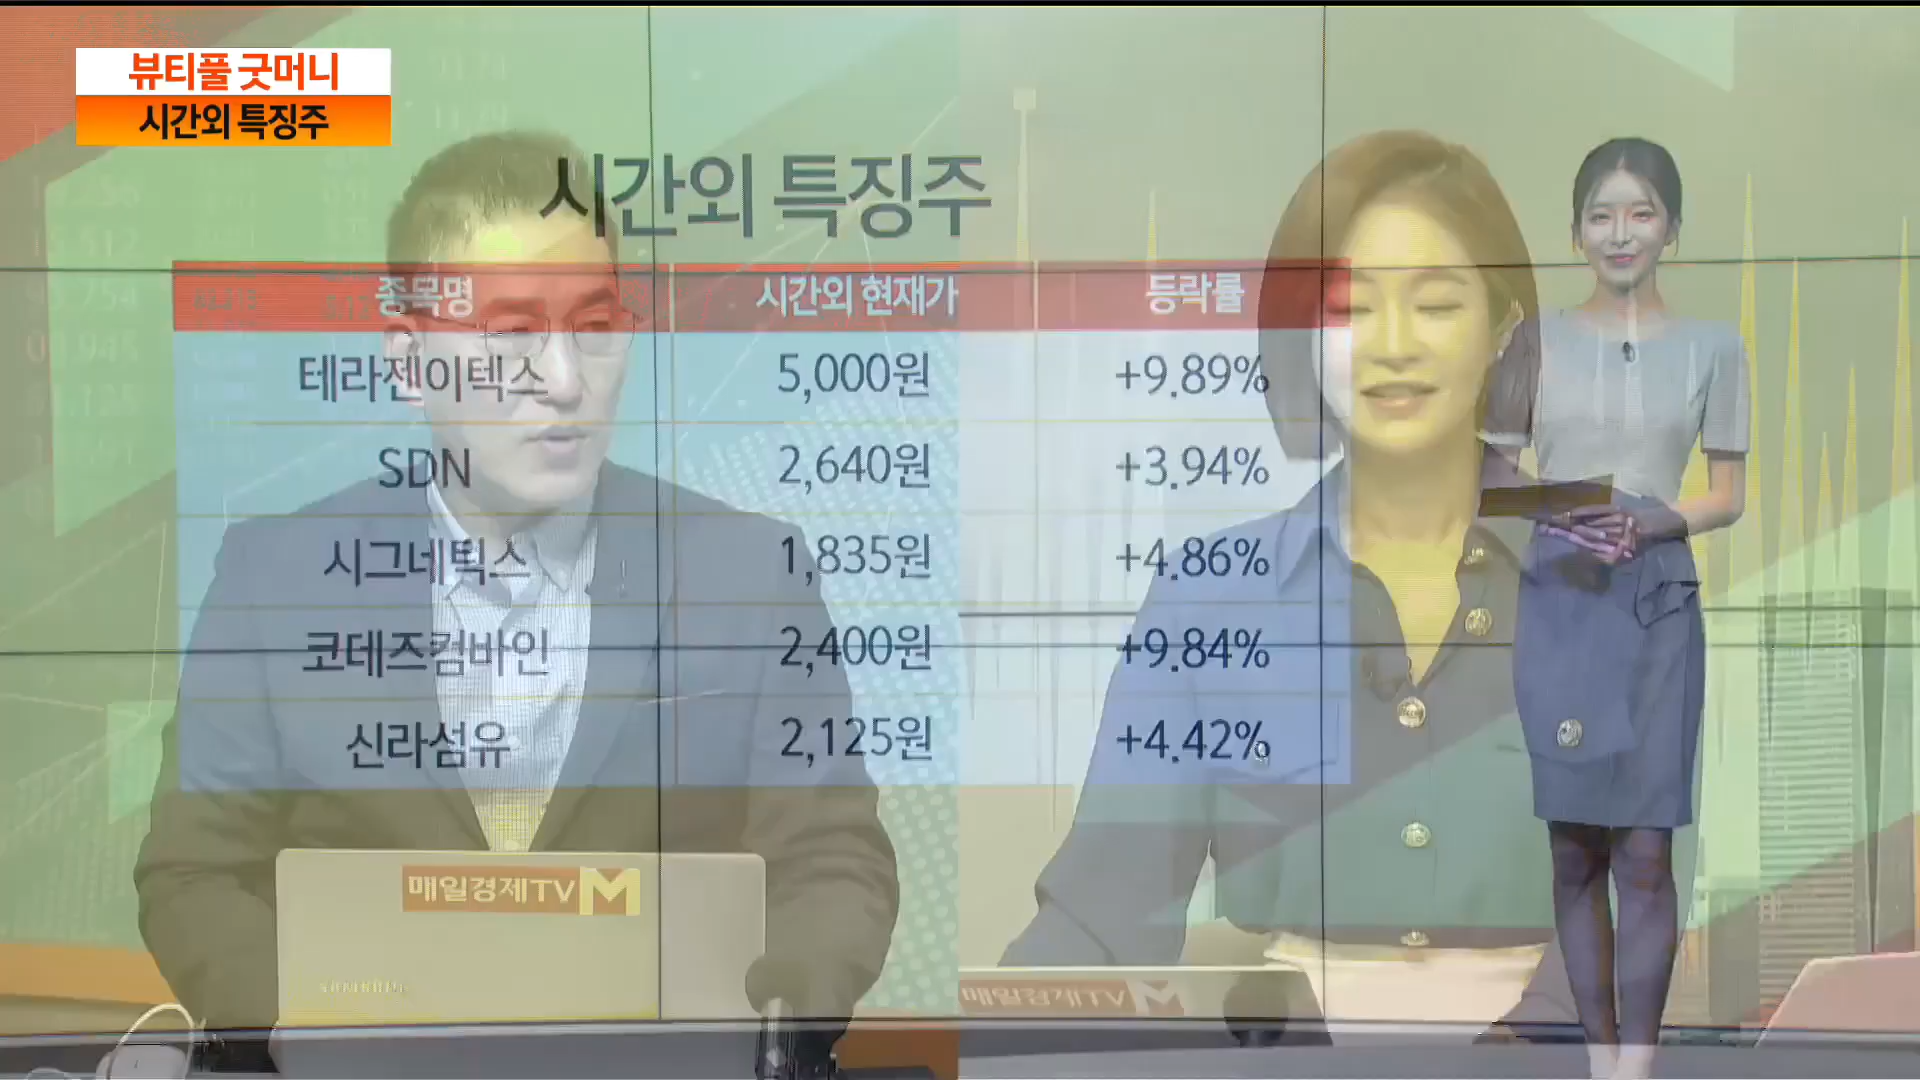 뷰티풀 굿머니
시간외 특징주
시간외 특징주
종목명 시간외 현재가 등락률
테라젠이텍스 5,000원 +9.89%
SDN 2,640원 +3.94%
시그네틱스 1,835원 +4.86%
코데즈컴바인 2,400원 +9.84%
신라섬유 2,125원 +4.42%
매일경제TV M
매일경제TV M